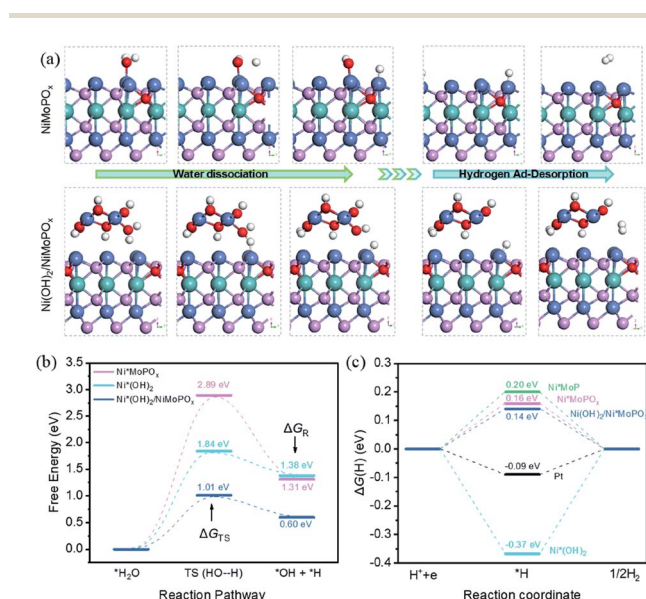 (a)
NiMoPOₓ
Water dissociation
Hydrogen Ad-Desorption
Ni(OH)₂/NiMoPOₓ
(b)
Free Energy (eV)
3.5
3.0
2.5
2.0
1.5
1.0
0.5
0.0
Ni*MoPOₓ
Ni*(OH)₂
Ni*(OH)₂/NiMoPOₓ
2.89 eV
1.84 eV
1.01 eV
ΔG_TS
ΔG_R
1.38 eV
1.31 eV
0.60 eV
*H₂O
TS (HO--H)
*OH + *H
Reaction Pathway
(c)
ΔG(H) (eV)
0.3
0.2
0.1
0.0
-0.1
-0.2
-0.3
-0.4
0.20 eV
Ni*MoP
0.16 eV
Ni*MoPOₓ
0.14 eV
Ni(OH)₂/Ni*MoPO
-0.09 eV
Pt
-0.37 eV
Ni*(OH)₂
H⁺+e
*H
1/2H₂
Reaction coordinate